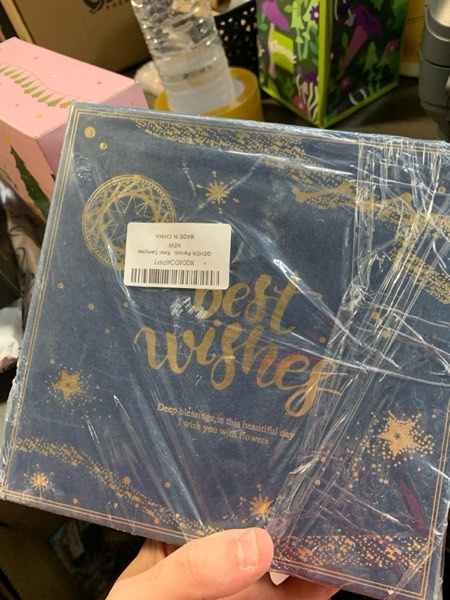 best
wishes
Deep blessings,in this beautiful day
I wish you with flowers
NEW
MADE IN CHINA